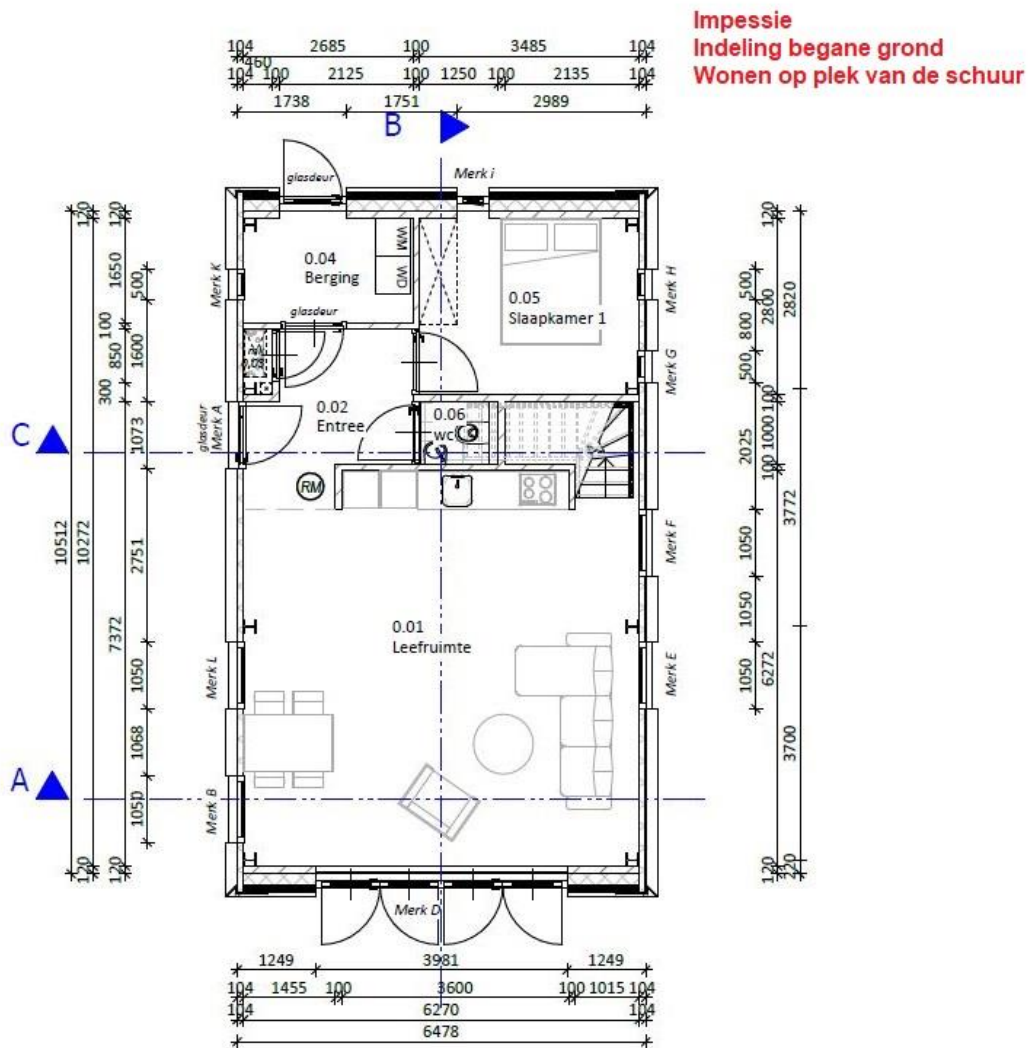 Impessie
Indeling begane grond
Wonen op plek van de schuur
104 2685 100 3485 104
460
104 100 2125 100 1250 100 2135 104
1738 1751 2989
B
Merk i
glasdeur
WM
WD
0.04
Berging
0.05
Slaapkamer 1
glasdeur
0.02
Entree
0.06
wc
RM
0.01
Leefruimte
Merk K
glasdeur
Merk A
Merk L
Merk B
Merk H
Merk G
Merk F
Merk E
Merk D
C
A
120 120 120
1650
500
100
850
1600
300
1073
10512
10272
2751
7372
1050
1068
1050
120 120 120
120
500
2800
2820
800
500
100
2025
1000
100
3772
1050
1050
6272
1050
3700
120
120
1249 3981 1249
104 1455 100 3600 100 1015 104
104 6270 104
6478